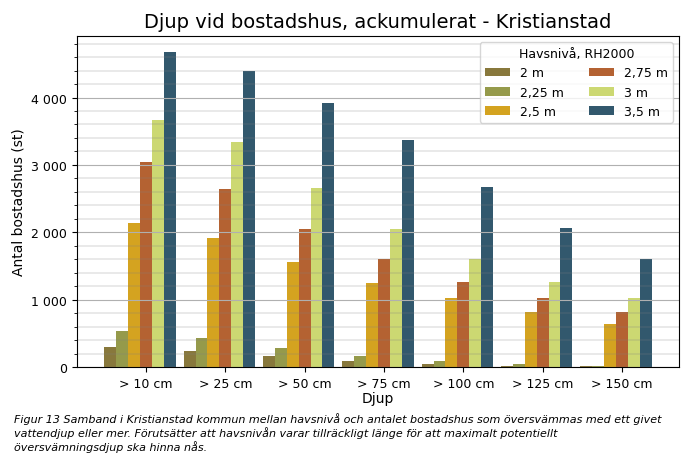 Djup vid bostadshus, ackumulerat - Kristianstad
Havsnivå, RH2000
2 m
2,25 m
2,5 m
2,75 m
3 m
3,5 m
Antal bostadshus (st)
4 000
3 000
2 000
1 000
0
> 10 cm
> 25 cm
> 50 cm
> 75 cm
> 100 cm
> 125 cm
> 150 cm
Djup
Figur 13 Samband i Kristianstad kommun mellan havsnivå och antalet bostadshus som översvämmas med ett givet
vattendjup eller mer. Förutsätter att havsnivån varar tillräckligt länge för att maximalt potentiellt
översvämningsdjup ska hinna nås.